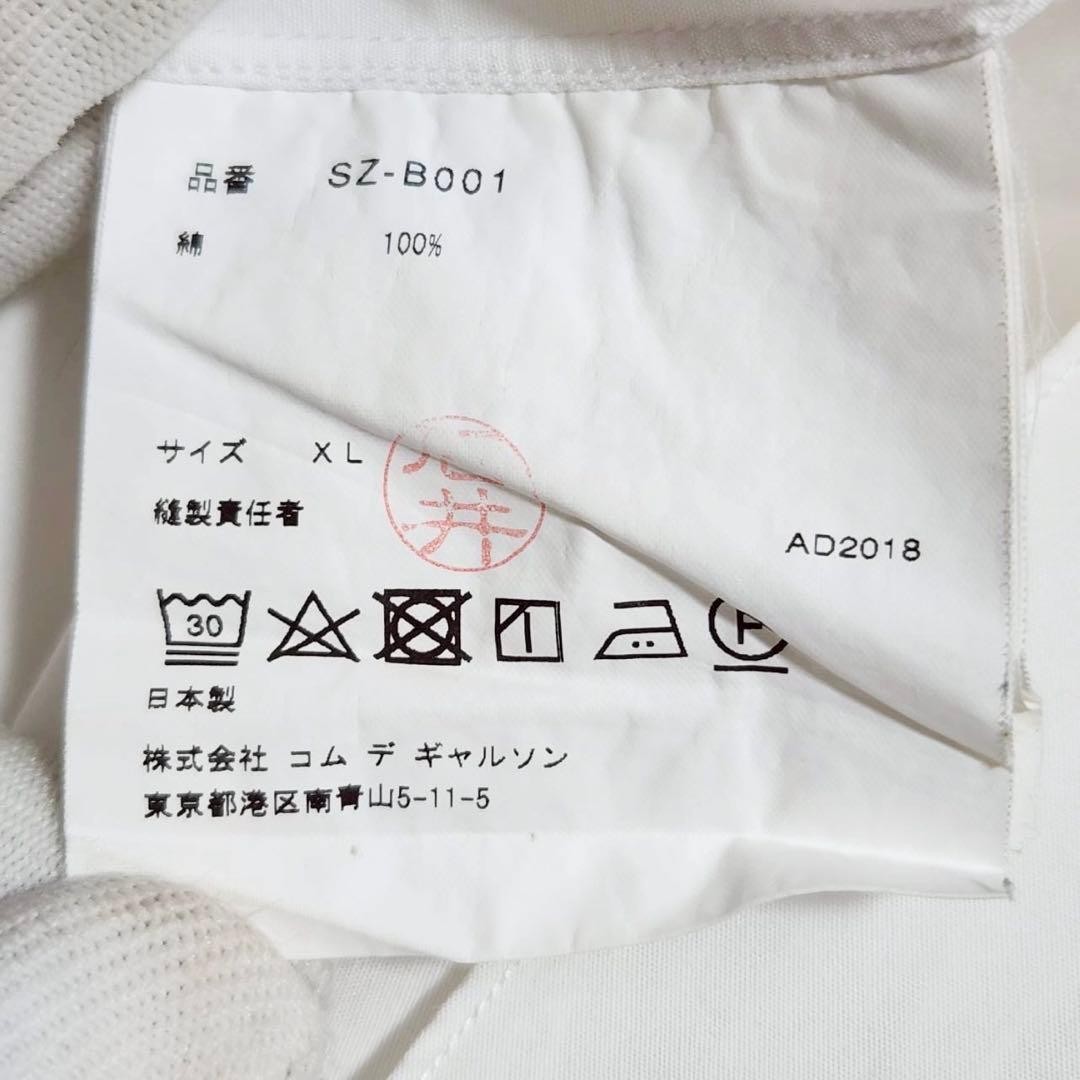 品番 SZ-B001
綿 100%
サイズ XL
縫製責任者
井
AD2018
30
F
日本製
株式会社 コム デ ギャルソン
東京都港区南青山5-11-5